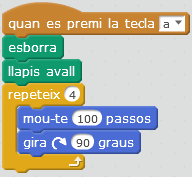 quan es premi la tecla a
esborra
llapis avall
repeteix 4
mou-te 100 passos
gira 90 graus